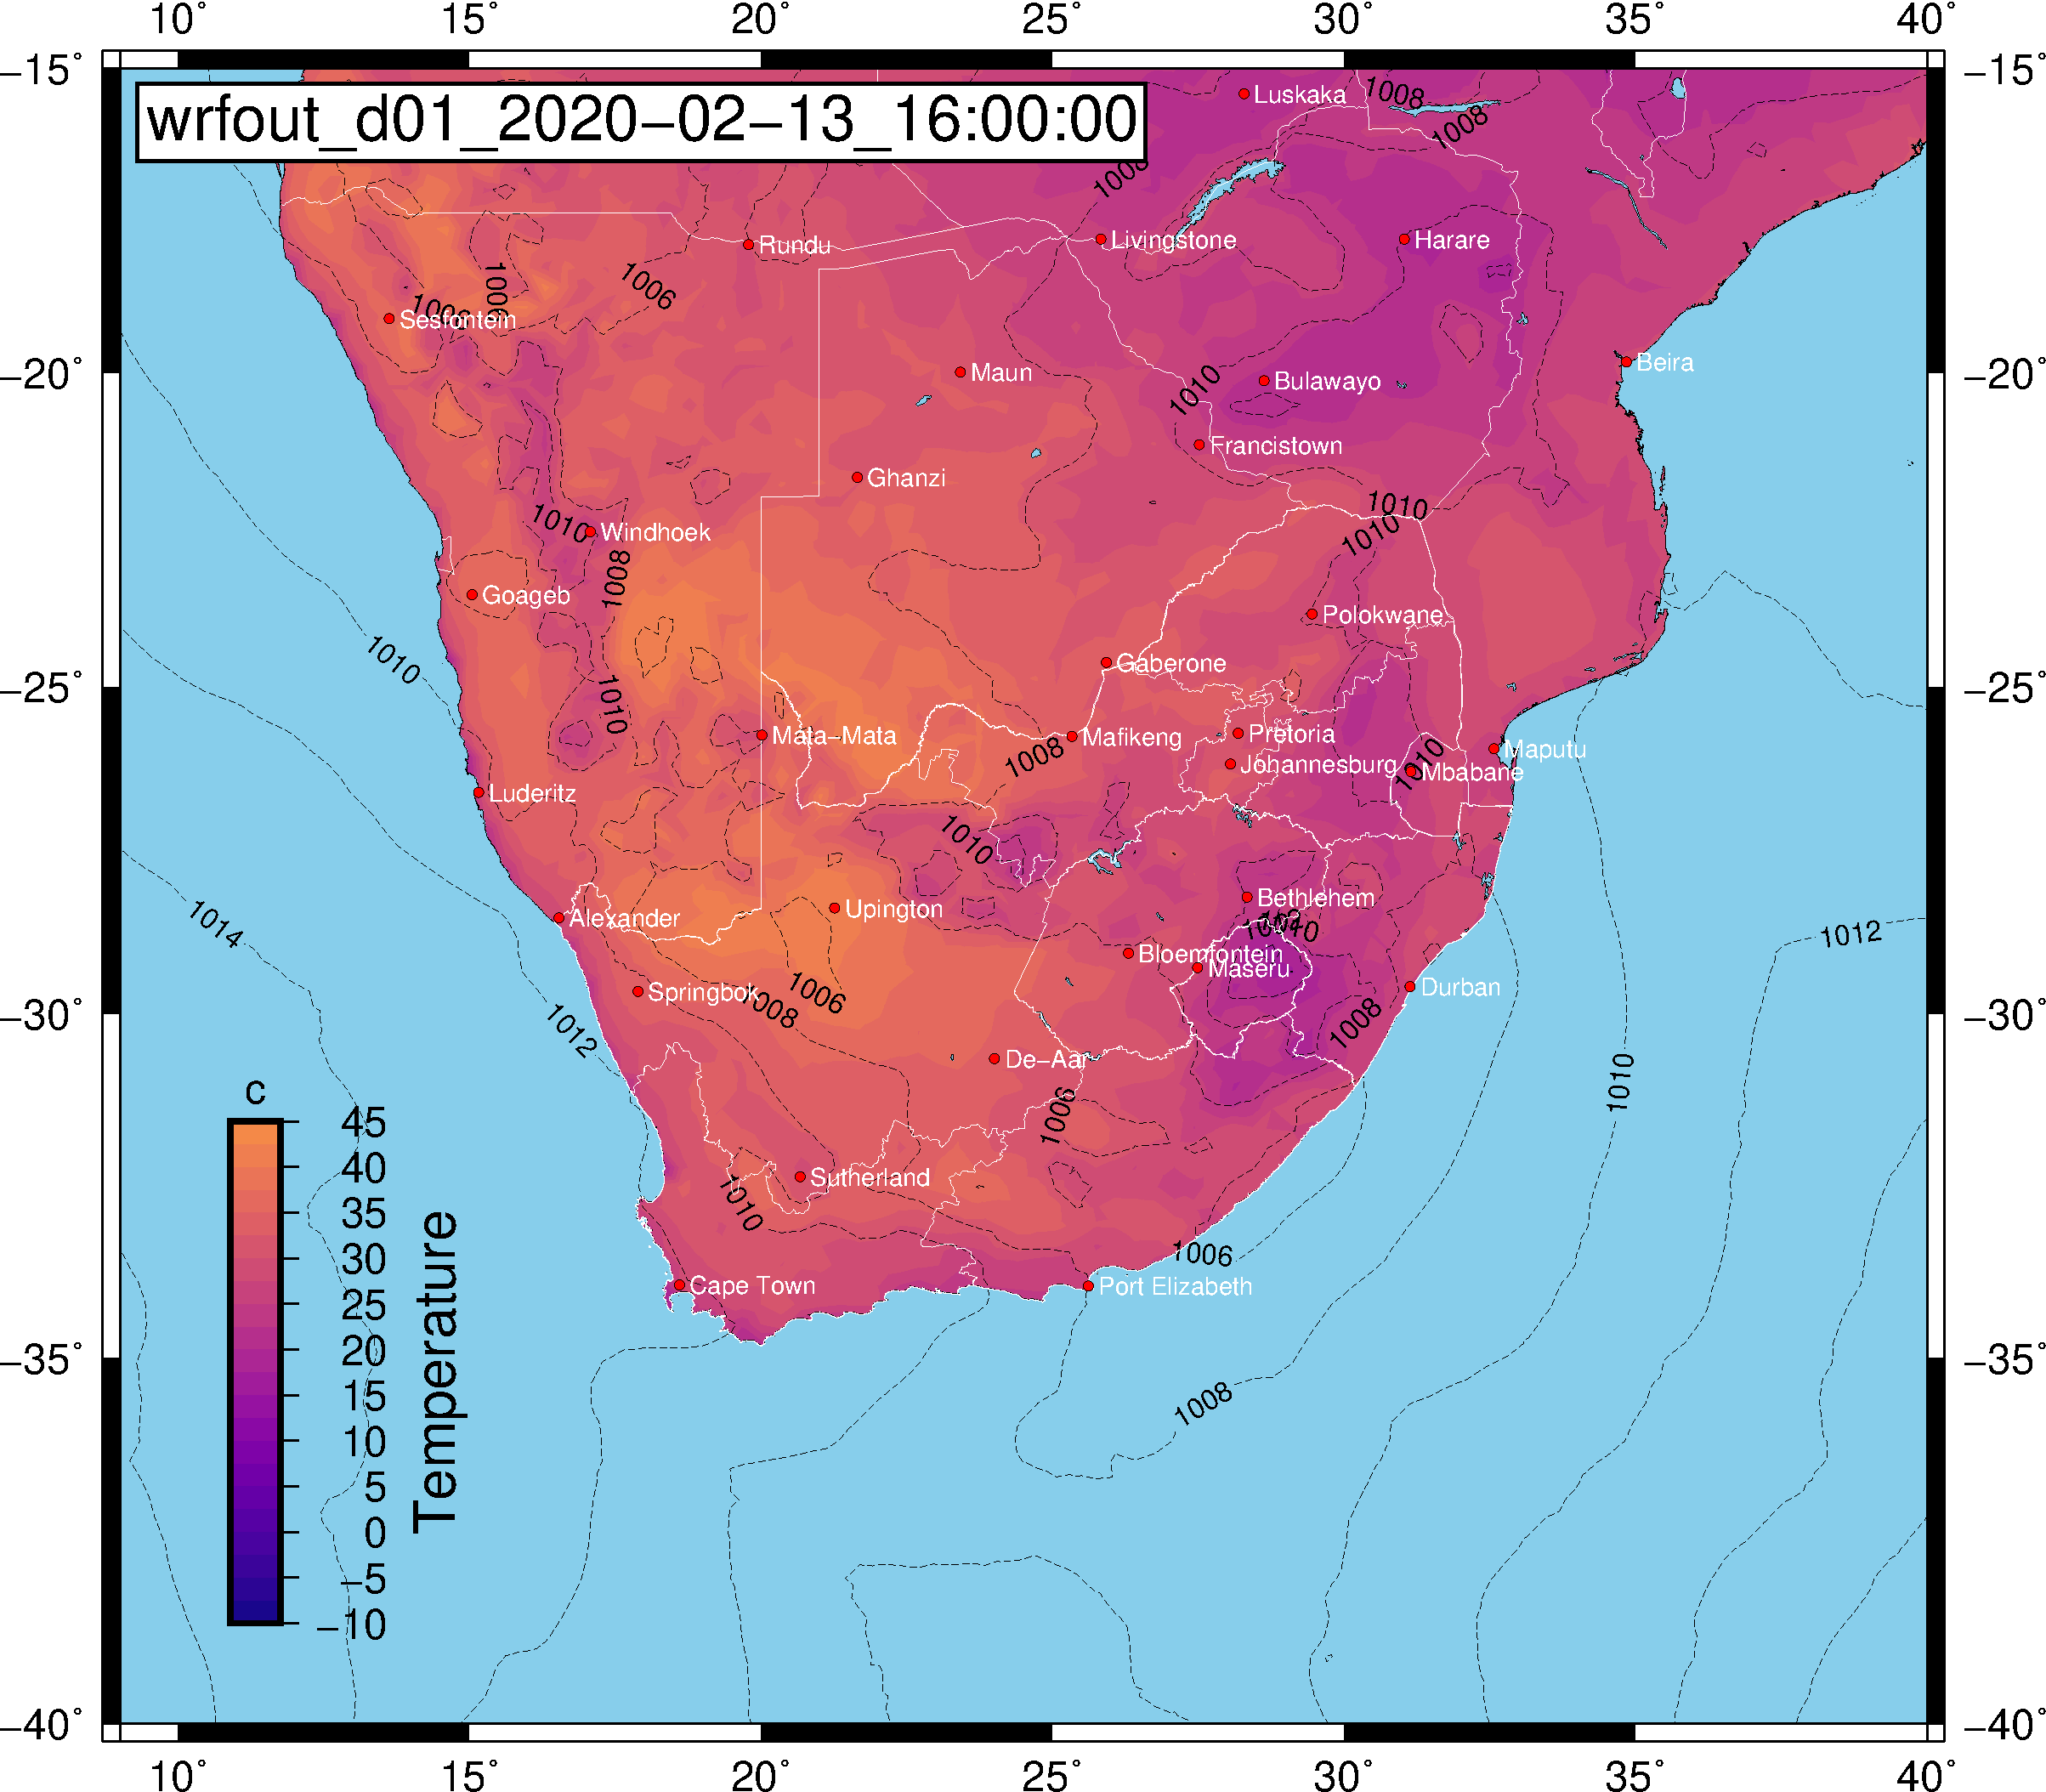 10° 15° 20° 25° 30° 35° 40°
−15° −15°
wrfout_d01_2020−02−13_16:00:00
Luskaka
1008
1008
1008
Rundu
Livingstone
Harare
1006
1006
1006
Sesfontein
−20° −20°
Maun
Bulawayo
Beira
1010
Francistown
Ghanzi
1010
1010
Windhoek
1010
1008
Goageb
Polokwane
1010
Gaberone
−25° −25°
1010
Mata−Mata
Mafikeng
Pretoria
Maputu
1008
Johannesburg
1010
Mbabane
Luderitz
1010
Bethlehem
Upington
Alexander
1014
1010
1012
Bloemfontein
Maseru
Springbok
1006
1008
Durban
−30° −30°
1012
1008
De−Aar
1010
1006
c
45
40
35
30
25
20
15
10
5
0
−5
−10
Temperature
Sutherland
1010
1006
Cape Town
Port Elizabeth
−35° −35°
1008
−40° −40°
10° 15° 20° 25° 30° 35° 40°